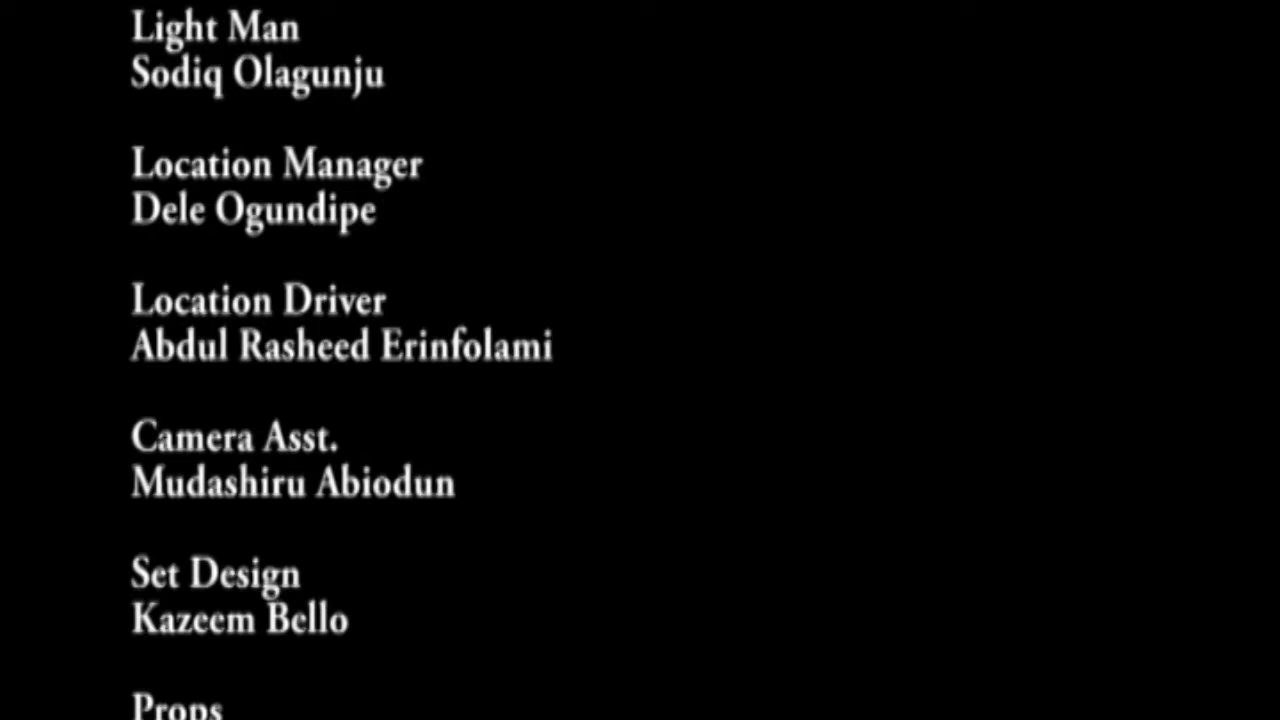 Light Man
Sodiq Olagunju
Location Manager
Dele Ogundipe
Location Driver
Abdul Rasheed Erinfolami
Camera Asst.
Mudashiru Abiodun
Set Design
Kazeem Bello
Props